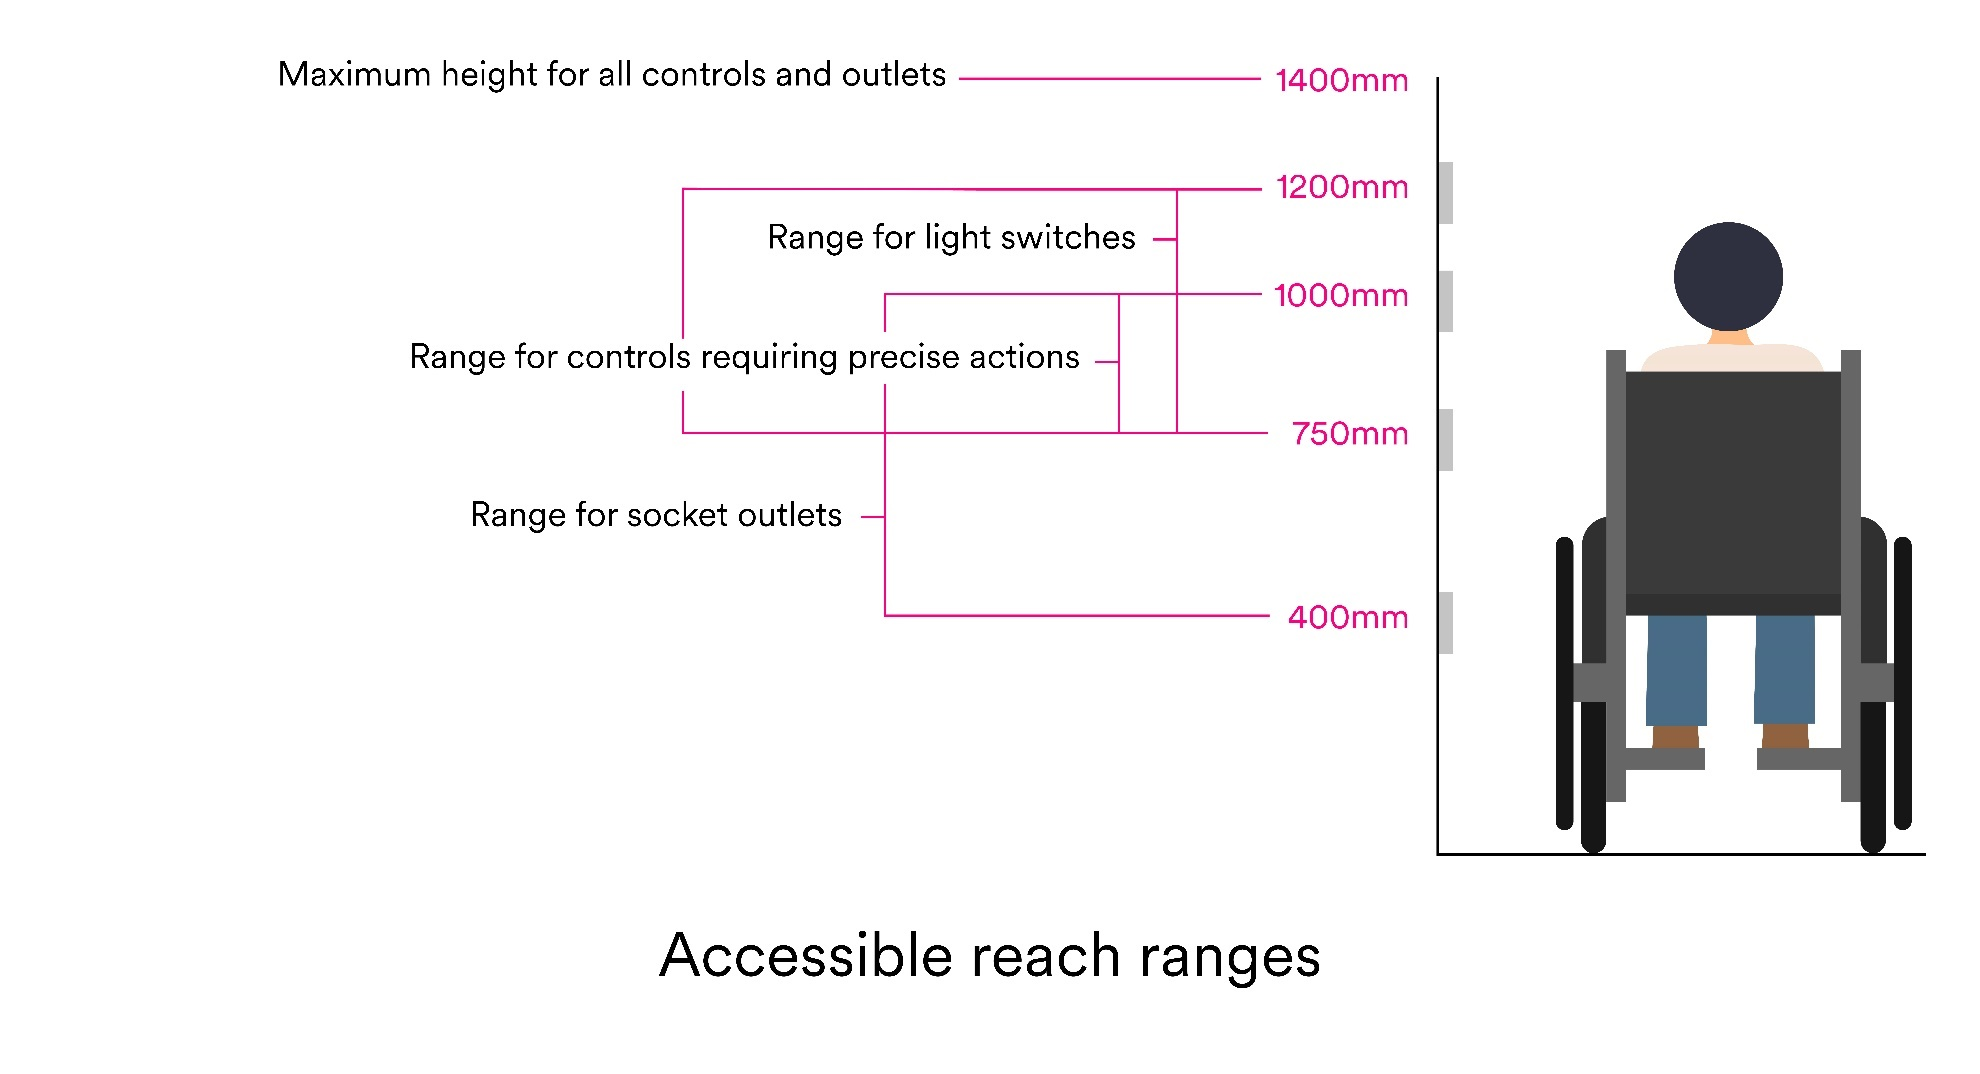 Maximum height for all controls and outlets 1400mm
1200mm
Range for light switches
1000mm
Range for controls requiring precise actions
750mm
Range for socket outlets
400mm
Accessible reach ranges